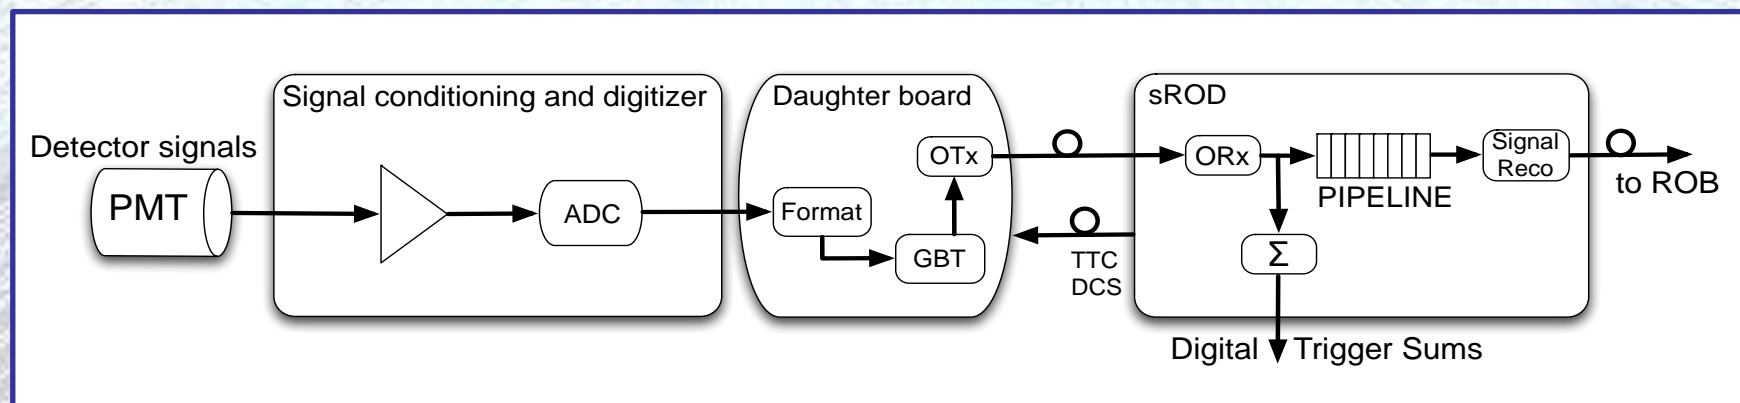 Detector signals
PMT
Signal conditioning and digitizer
ADC
Daughter board
Format
GBT
OTx
TTC
DCS
sROD
ORx
PIPELINE
Signal
Reco
Σ
Digital Trigger Sums
to ROB